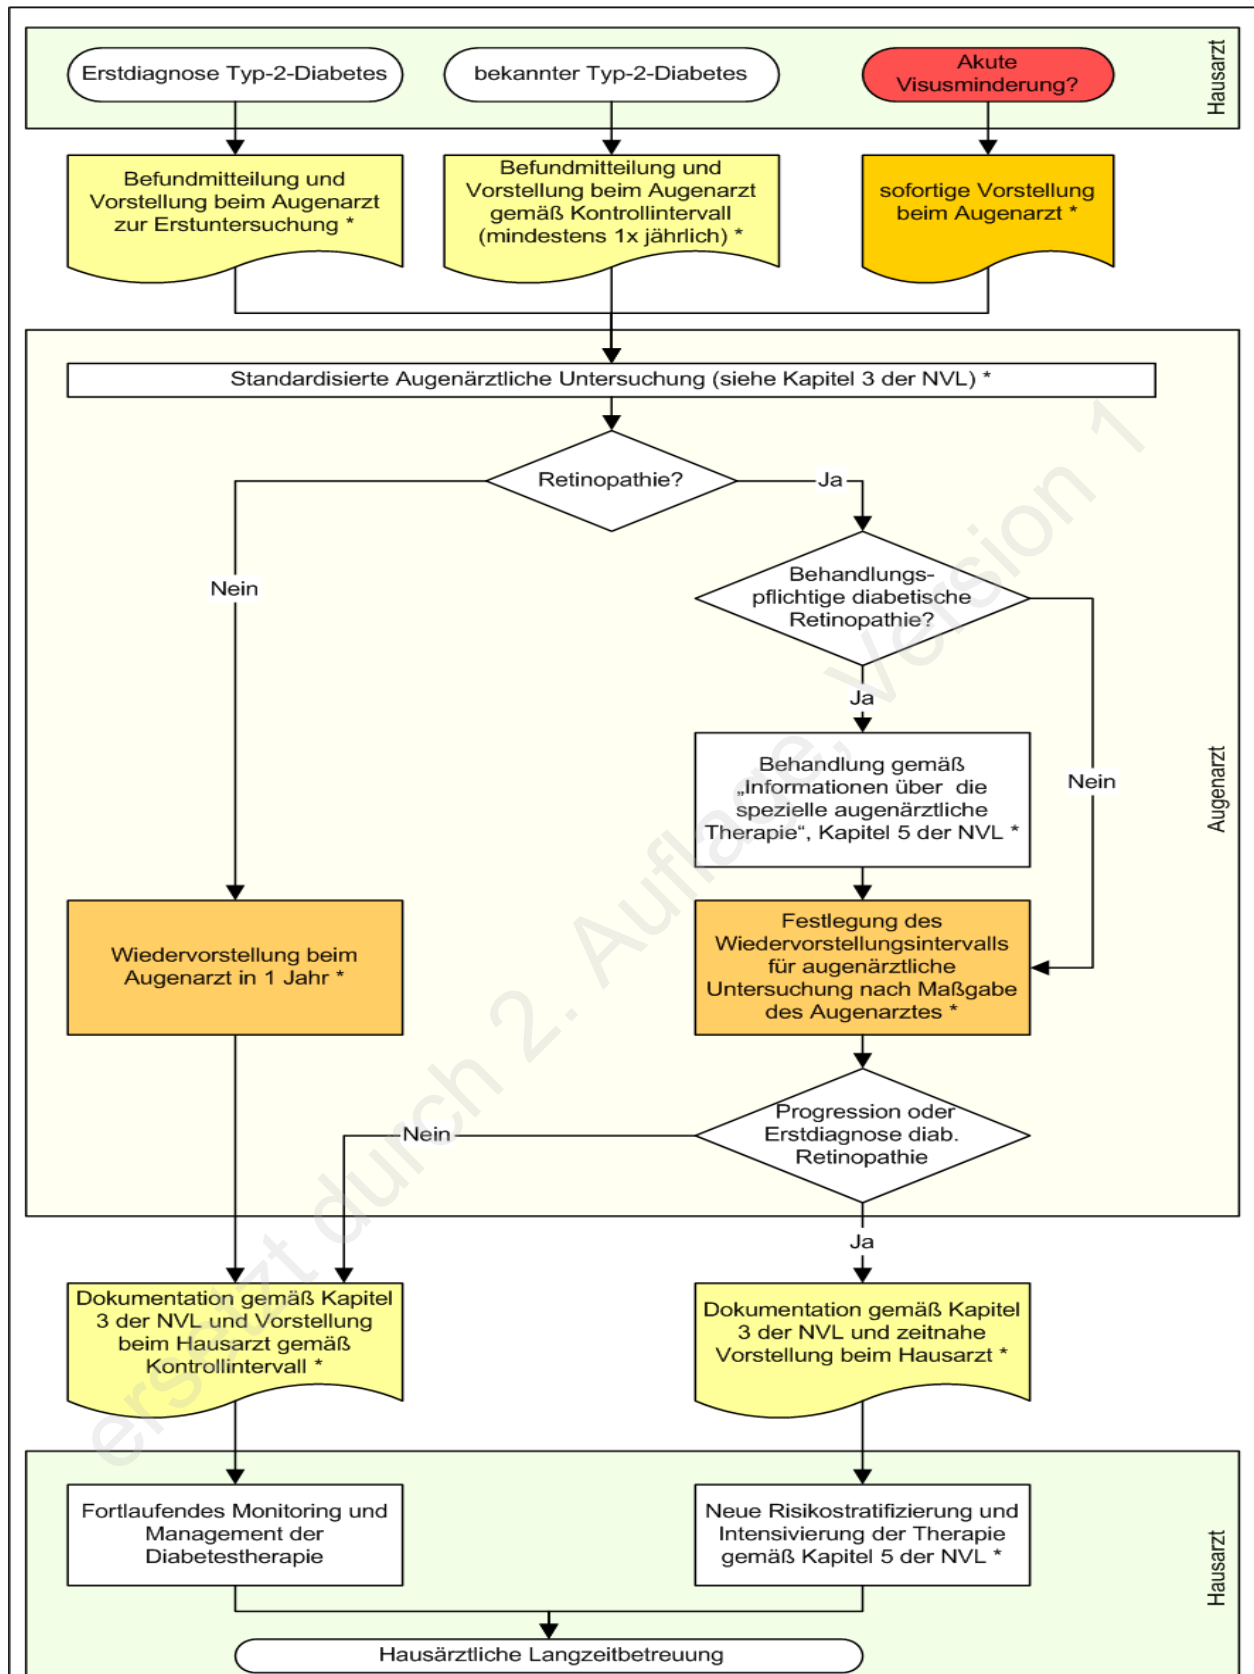 Hausarzt
Erstdiagnose Typ-2-Diabetes
bekannter Typ-2-Diabetes
Akute
Visusminderung?
Befundmitteilung und
Vorstellung beim Augenarzt
zur Erstuntersuchung *
Befundmitteilung und
Vorstellung beim Augenarzt
gemäß Kontrollintervall
(mindestens 1x jährlich) *
sofortige Vorstellung
beim Augenarzt *
Augenarzt
Standardisierte Augenärztliche Untersuchung (siehe Kapitel 3 der NVL) *
Retinopathie?
Ja
Nein
Behandlungs-
pflichtige diabetische
Retinopathie?
Ja
Nein
Behandlung gemäß
„Informationen über die
spezielle augenärztliche
Therapie“, Kapitel 5 der NVL *
Wiedervorstellung beim
Augenarzt in 1 Jahr *
Festlegung des
Wiedervorstellungsintervalls
für augenärztliche
Untersuchung nach Maßgabe
des Augenarztes *
Progression oder
Erstdiagnose diab.
Retinopathie
Nein
Ja
Dokumentation gemäß Kapitel
3 der NVL und Vorstellung
beim Hausarzt gemäß
Kontrollintervall *
Dokumentation gemäß Kapitel
3 der NVL und zeitnahe
Vorstellung beim Hausarzt *
Hausarzt
Fortlaufendes Monitoring und
Management der
Diabetestherapie
Neue Risikostratifizierung und
Intensivierung der Therapie
gemäß Kapitel 5 der NVL *
Hausärztliche Langzeitbetreuung
ersetzt durch 2. Auflage, Version 1